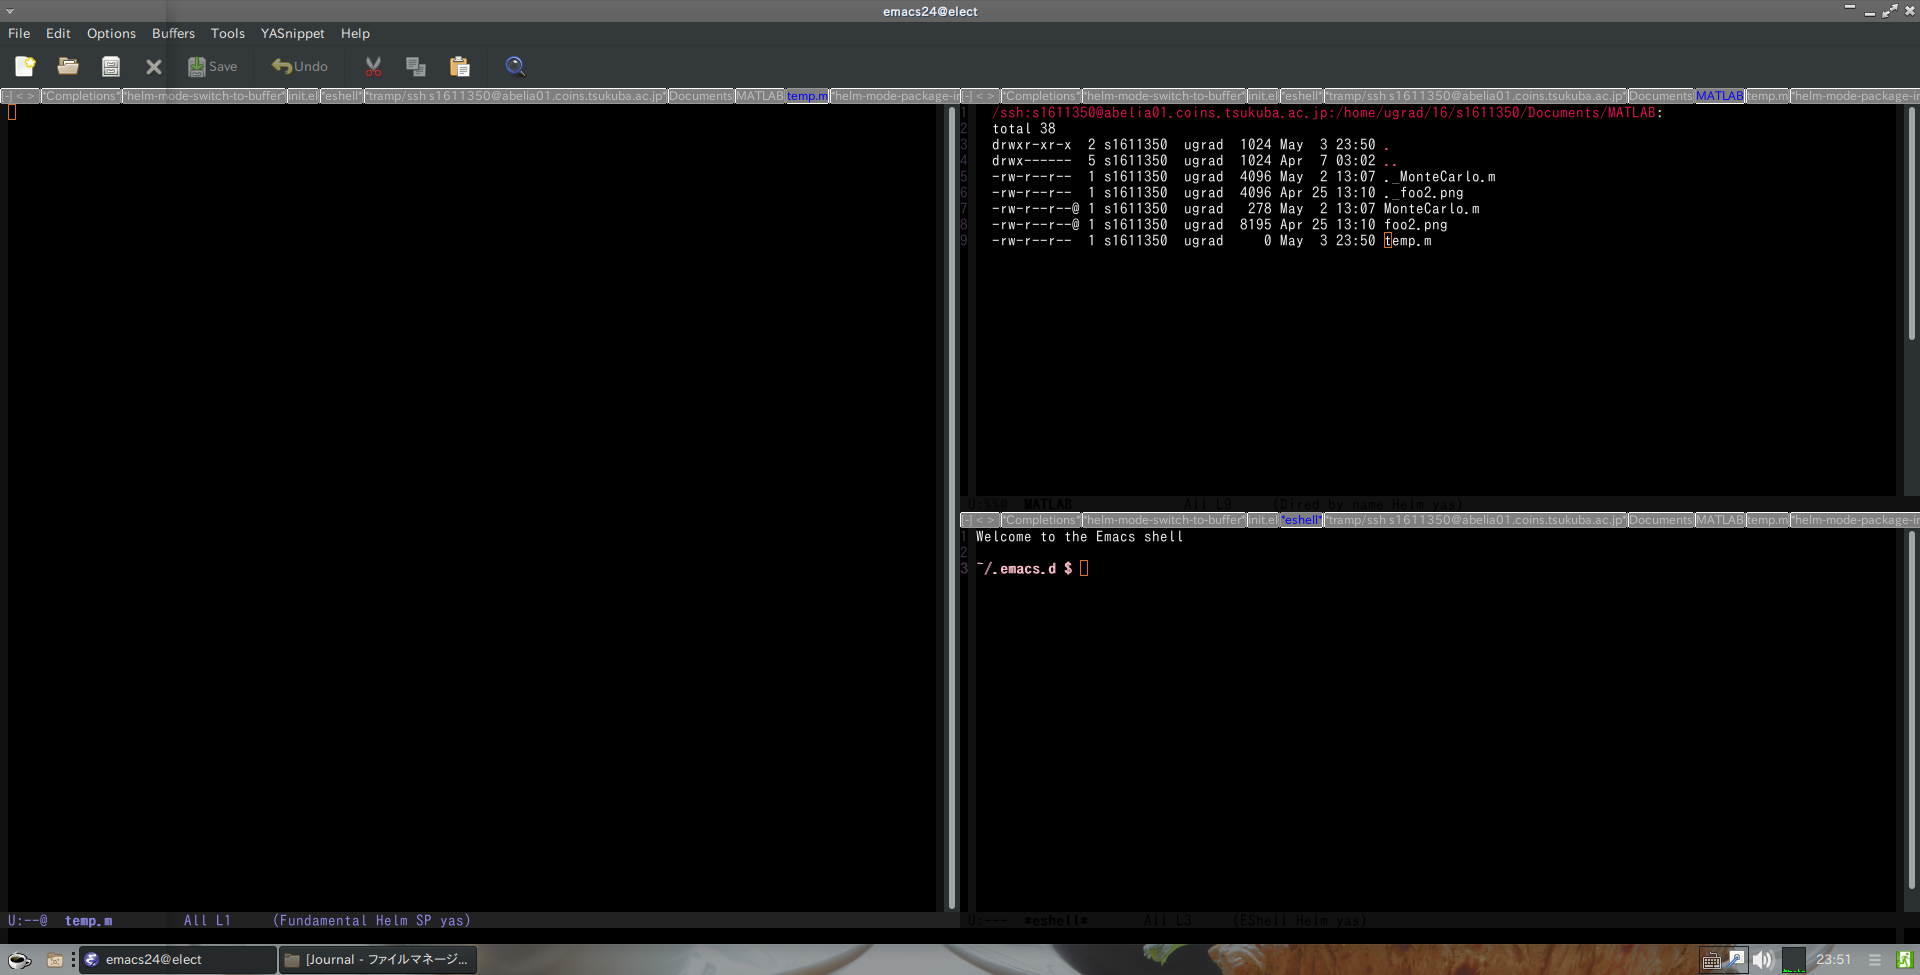 emacs24@elect
File Edit Options Buffers Tools YASnippet Help
Save Undo
[-] < > *Completions* *helm-mode-switch-to-buffer* init.el *eshell* *tramp/ssh s1611350@abelia01.coins.tsukuba.ac.jp* Documents MATLAB temp.m *helm-mode-package-in
[-] < > *Completions* *helm-mode-switch-to-buffer* init.el *eshell* *tramp/ssh s1611350@abelia01.coins.tsukuba.ac.jp* Documents MATLAB temp.m *helm-mode-package-in
1 /ssh:s1611350@abelia01.coins.tsukuba.ac.jp:/home/ugrad/16/s1611350/Documents/MATLAB:
2 total 38
3 drwxr-xr-x 2 s1611350 ugrad 1024 May 3 23:50 .
4 drwx------ 5 s1611350 ugrad 1024 Apr 7 03:02 ..
5 -rw-r--r-- 1 s1611350 ugrad 4096 May 2 13:07 ._MonteCarlo.m
6 -rw-r--r-- 1 s1611350 ugrad 4096 Apr 25 13:10 ._foo2.png
7 -rw-r--r--@ 1 s1611350 ugrad 278 May 2 13:07 MonteCarlo.m
8 -rw-r--r--@ 1 s1611350 ugrad 8195 Apr 25 13:10 foo2.png
9 -rw-r--r-- 1 s1611350 ugrad 0 May 3 23:50 temp.m
U:%%@ MATLAB All L9 (Dired by name Helm yas)
[-] < > *Completions* *helm-mode-switch-to-buffer* init.el *eshell* *tramp/ssh s1611350@abelia01.coins.tsukuba.ac.jp* Documents MATLAB temp.m *helm-mode-package-in
1 Welcome to the Emacs shell
2
3 ~/.emacs.d $
U:--@ temp.m All L1 (Fundamental Helm SP yas)
U:--- *eshell* All L3 (EShell Helm yas)
emacs24@elect
[Journal - ファイルマネージ...
23:51